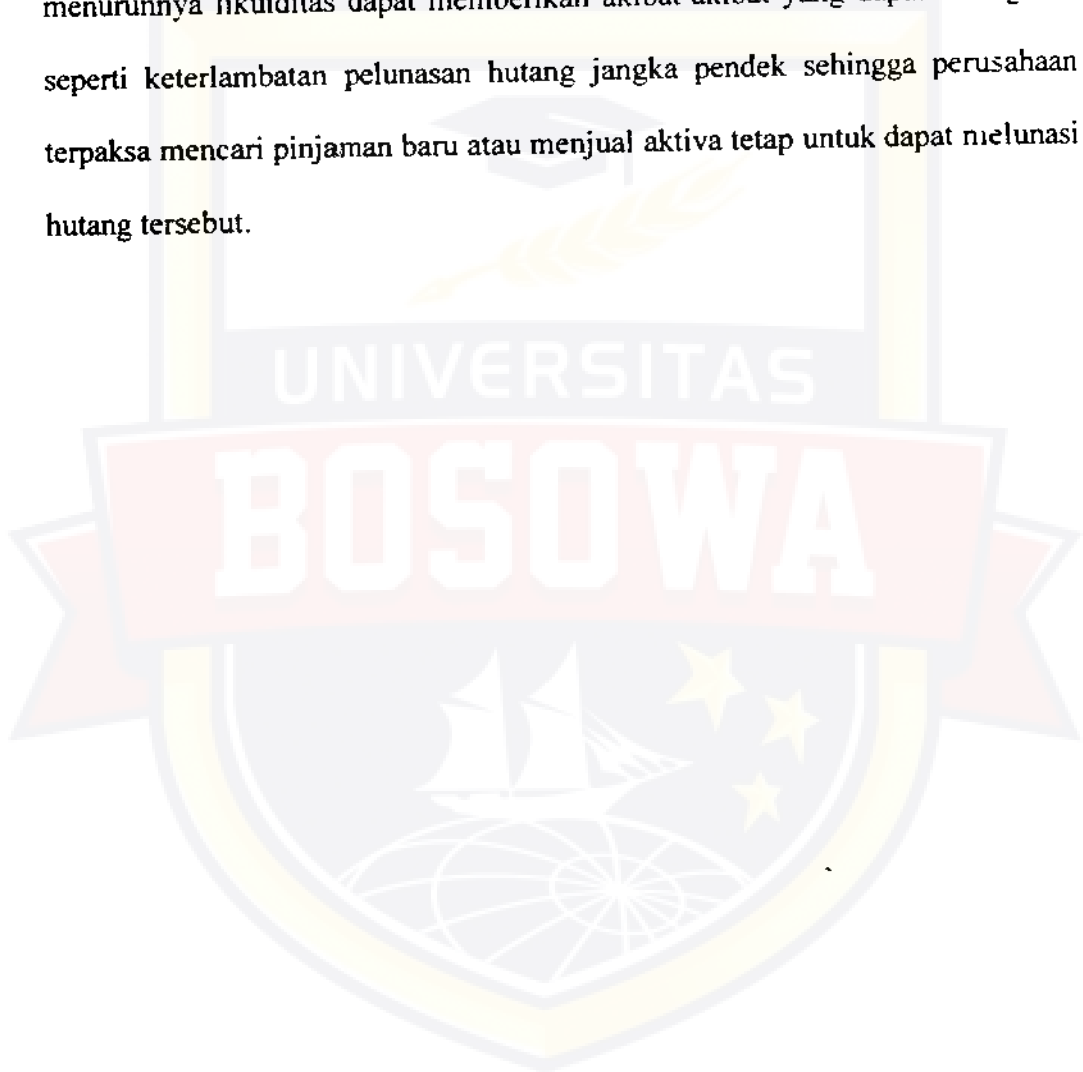 menurunnya likuiditas dapat memberikan akibat-akibat yang
seperti keterlambatan pelunasan hutang jangka pendek sehingga perusahaan
terpaksa mencari pinjaman baru atau menjual aktiva tetap untuk dapat melunasi
hutang tersebut.
UNIVERSITAS
BOSOWA